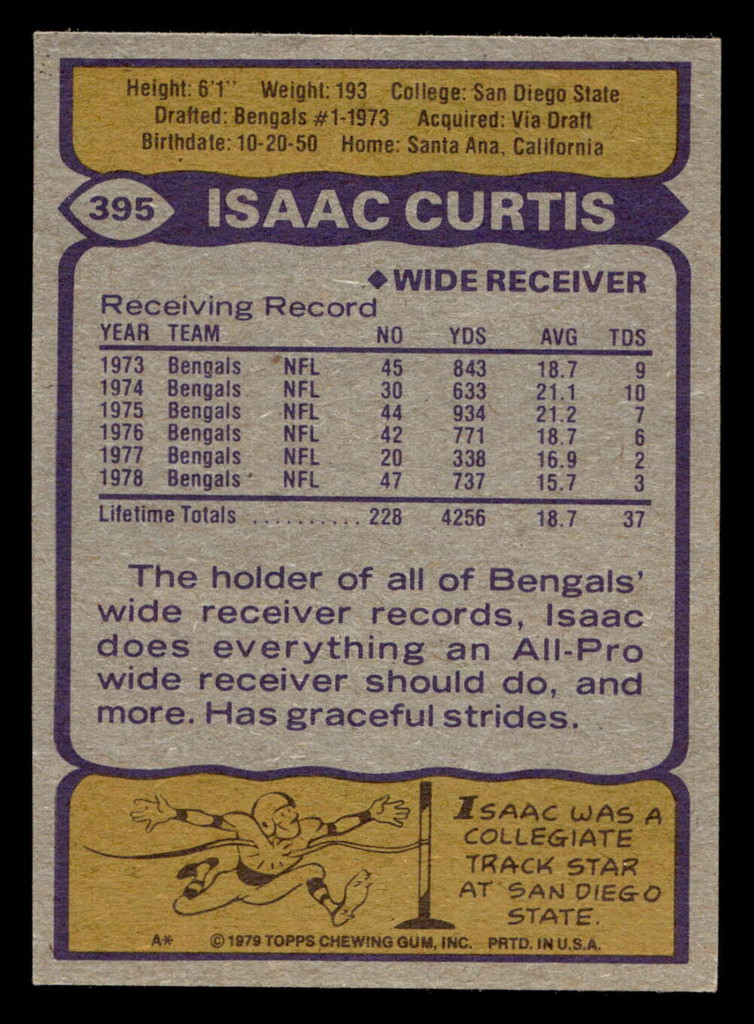 Height: 6'1" Weight: 193 College: San Diego State
Drafted: Bengals #1-1973 Acquired: Via Draft
Birthdate: 10-20-50 Home: Santa Ana, California
395 ISAAC CURTIS
◆ WIDE RECEIVER
Receiving Record
YEAR TEAM NO YDS AVG TDS
1973 Bengals NFL 45 843 18.7 9
1974 Bengals NFL 30 633 21.1 10
1975 Bengals NFL 44 934 21.2 7
1976 Bengals NFL 42 771 18.7 6
1977 Bengals NFL 20 338 16.9 2
1978 Bengals NFL 47 737 15.7 3
Lifetime Totals .......... 228 4256 18.7 37
The holder of all of Bengals'
wide receiver records, Isaac
does everything an All-Pro
wide receiver should do, and
more. Has graceful strides.
ISAAC WAS A
COLLEGIATE
TRACK STAR
AT SAN DIEGO
STATE.
A* © 1979 TOPPS CHEWING GUM, INC. PRTD. IN U.S.A.